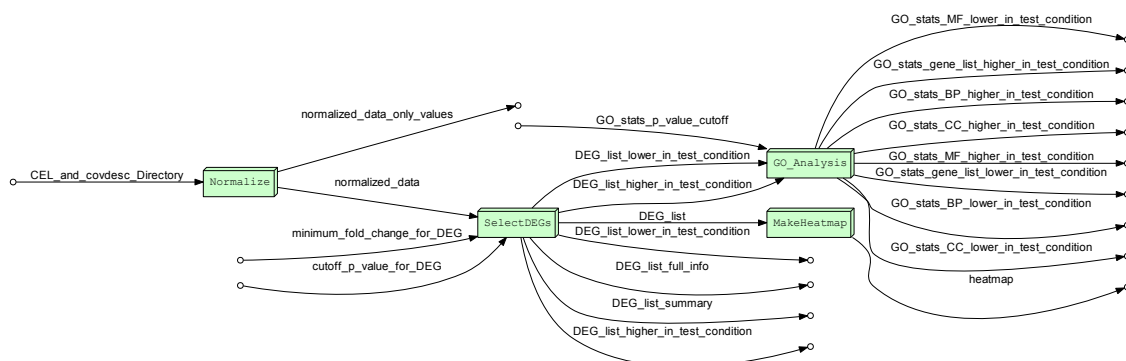 GO_stats_MF_lower_in_test_condition
GO_stats_gene_list_higher_in_test_condition
GO_stats_BP_higher_in_test_condition
normalized_data_only_values
GO_stats_p_value_cutoff
GO_stats_CC_higher_in_test_condition
DEG_list_lower_in_test_condition
GO_Analysis
GO_stats_MF_higher_in_test_condition
CEL_and_covdesc_Directory
Normalize
normalized_data
DEG_list_higher_in_test_condition
GO_stats_gene_list_lower_in_test_condition
GO_stats_BP_lower_in_test_condition
SelectDEGs
DEG_list
MakeHeatmap
minimum_fold_change_for_DEG
DEG_list_lower_in_test_condition
GO_stats_CC_lower_in_test_condition
cutoff_p_value_for_DEG
DEG_list_full_info
heatmap
DEG_list_summary
DEG_list_higher_in_test_condition